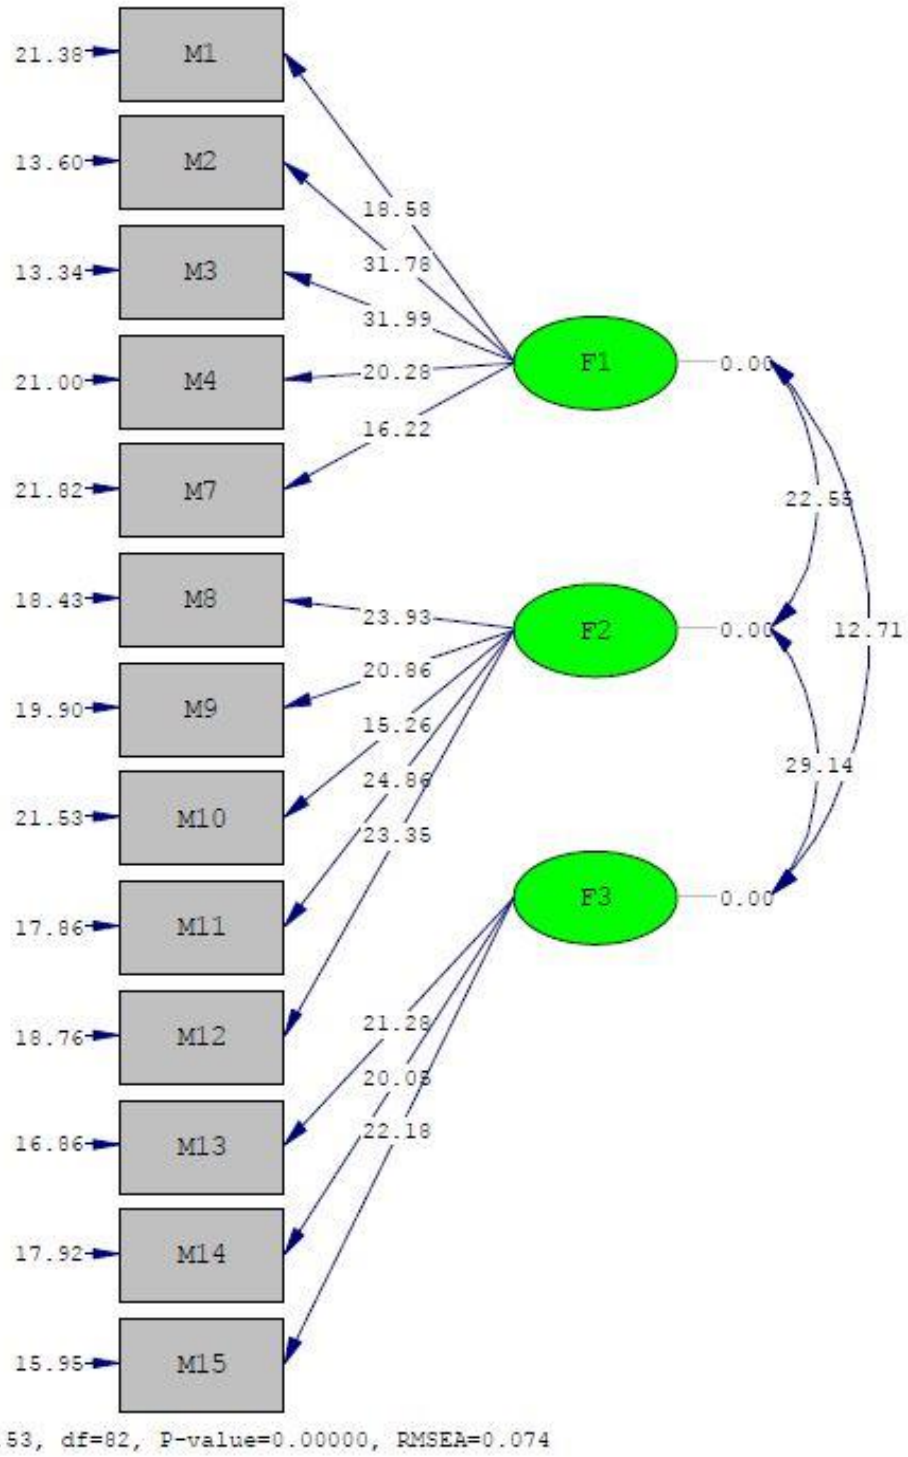 21.38 M1
13.60 M2
18.58
31.78
13.34 M3
31.99
F1 0.00
21.00 M4
20.28
16.22
21.82 M7
22.55
18.43 M8
23.93
F2 0.00 12.71
20.86
19.90 M9
15.26
29.14
24.86
21.53 M10
23.35
F3 0.00
17.86 M11
21.28
18.76 M12
20.05
22.18
16.86 M13
17.92 M14
15.95 M15
53, df=82, P-value=0.00000, RMSEA=0.074